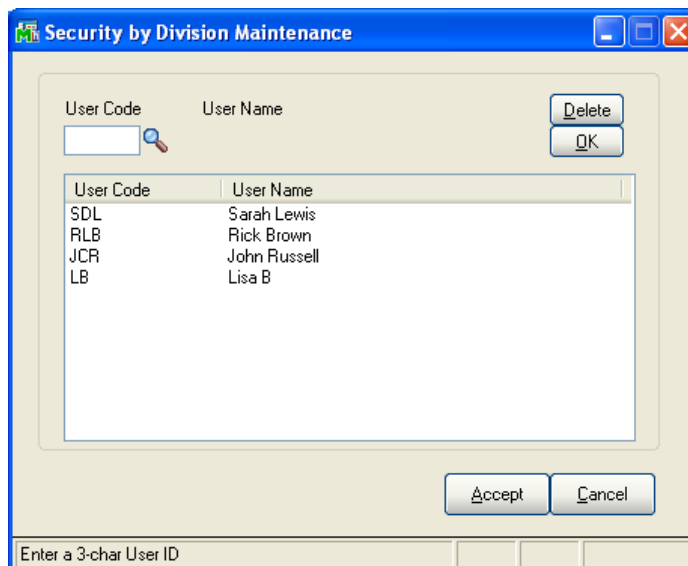 Security by Division Maintenance
User Code User Name
Delete
OK
User Code User Name
SDL Sarah Lewis
RLB Rick Brown
JCR John Russell
LB Lisa B
Accept Cancel
Enter a 3-char User ID